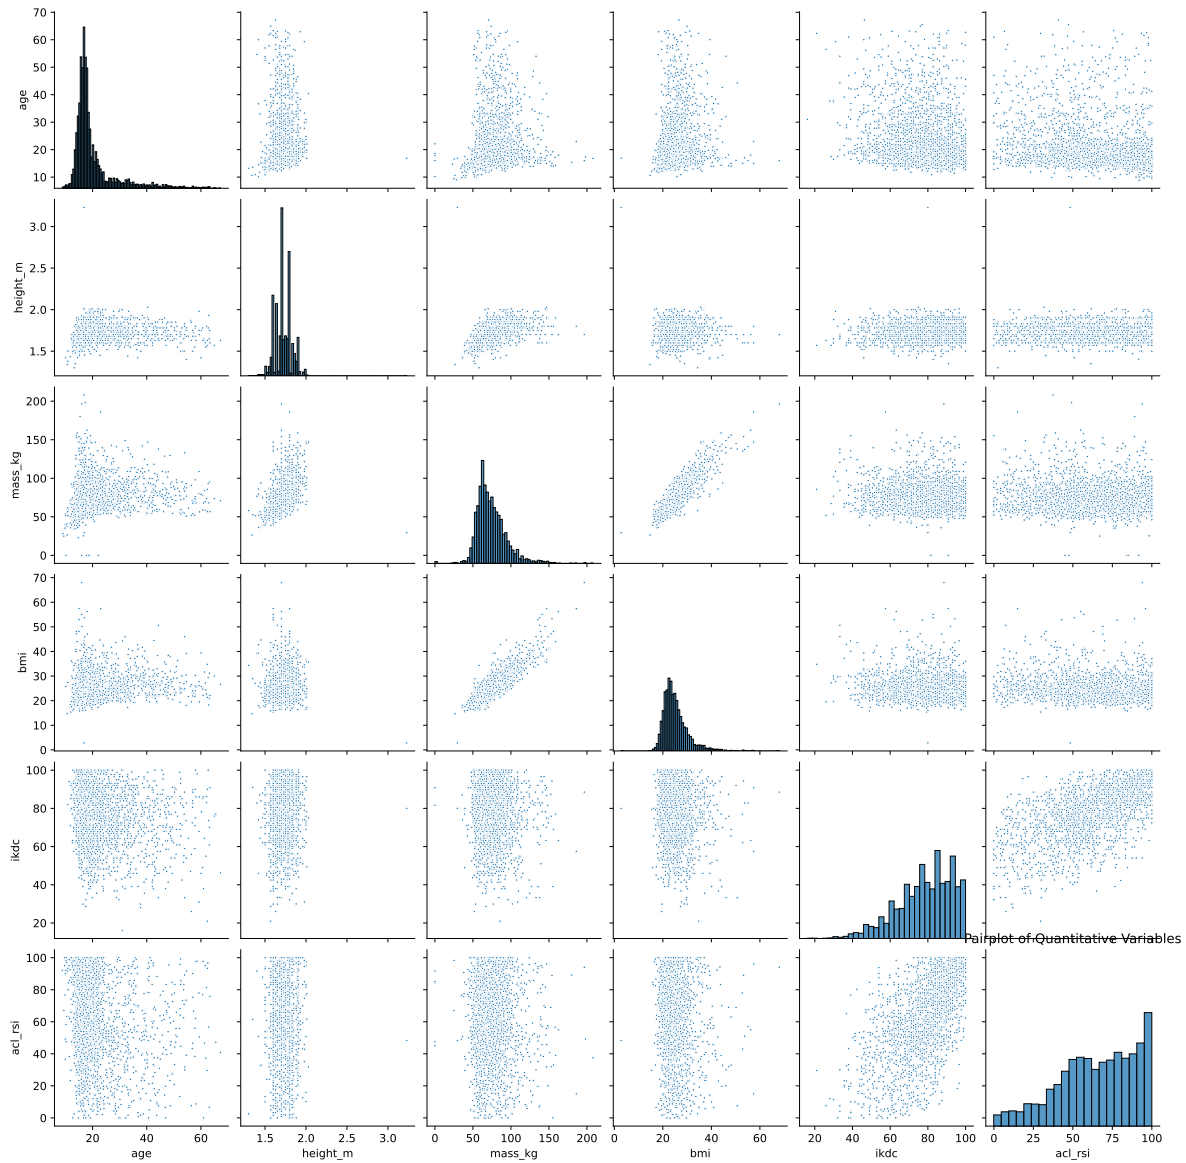 70
60
50
40
30
20
10
age
3.0
2.5
2.0
1.5
height_m
200
150
100
50
0
mass_kg
70
60
50
40
30
20
10
0
bmi
100
80
60
40
20
ikdc
Pairplot of Quantitative Variables
100
80
60
40
20
0
acl_rsi
20 40 60
1.5 2.0 2.5 3.0
0 50 100 150 200
0 20 40 60
20 40 60 80 100
0 25 50 75 100
age height_m mass_kg bmi ikdc acl_rsi